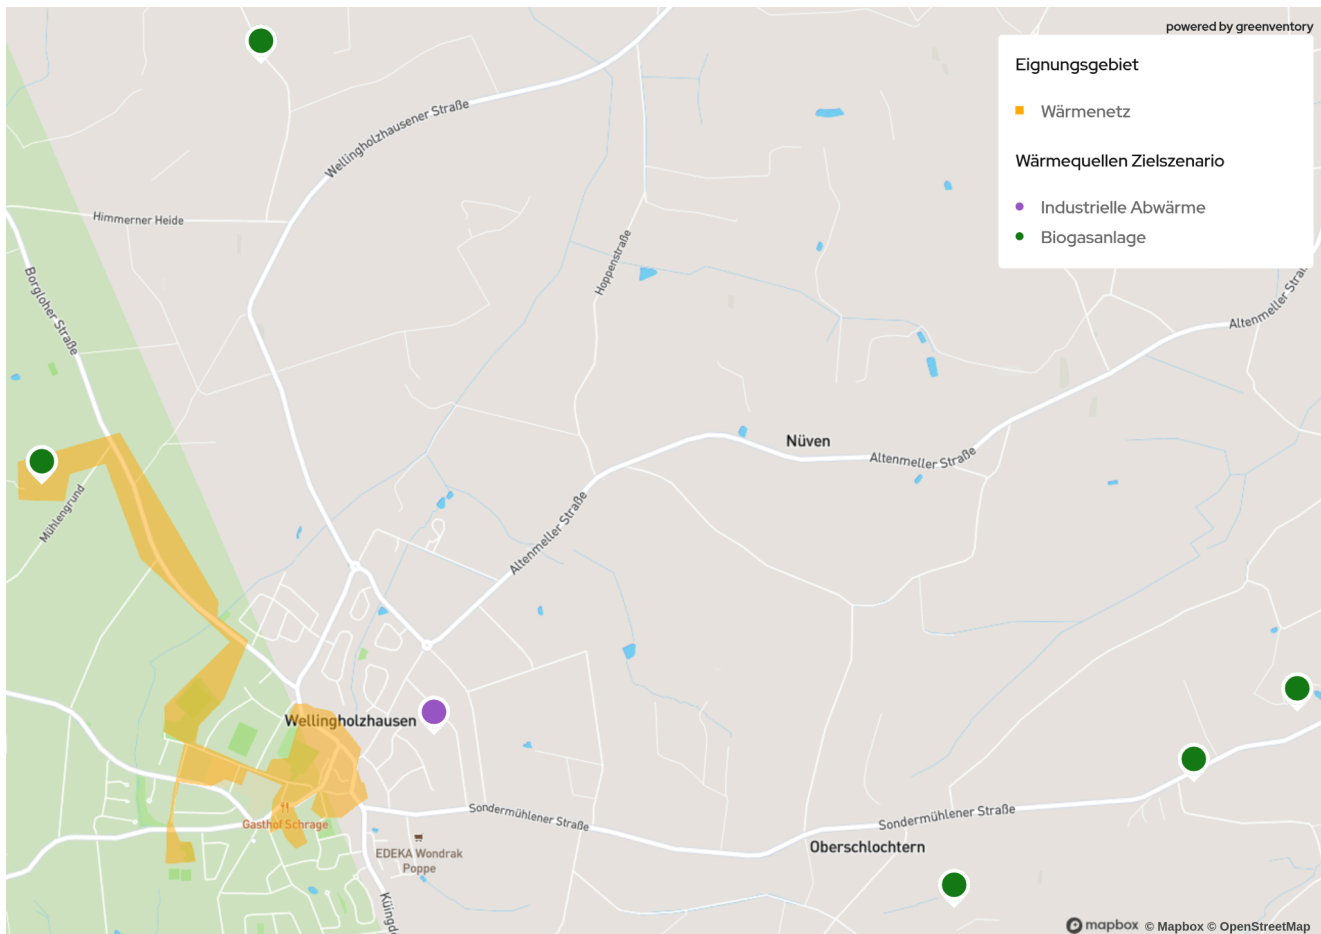 powered by greenventory
Eignungsgebiet
Wärmenetz
Wärmequellen Zielszenario
Industrielle Abwärme
Biogasanlage
Wellingholzhausener Straße
Himmerner Heide
Hoppenstraße
Borgloher Straße
Altenmeller Straße
Nüven
Altenmeller Straße
Mühlengrund
Altenmeller Straße
Wellingholzhausen
Sondermühlener Straße
Sondermühlener Straße
Gasthof Schrage
EDEKA Wondrak
Poppe
Oberschlochtern
Küingd
mapbox © Mapbox © OpenStreetMap